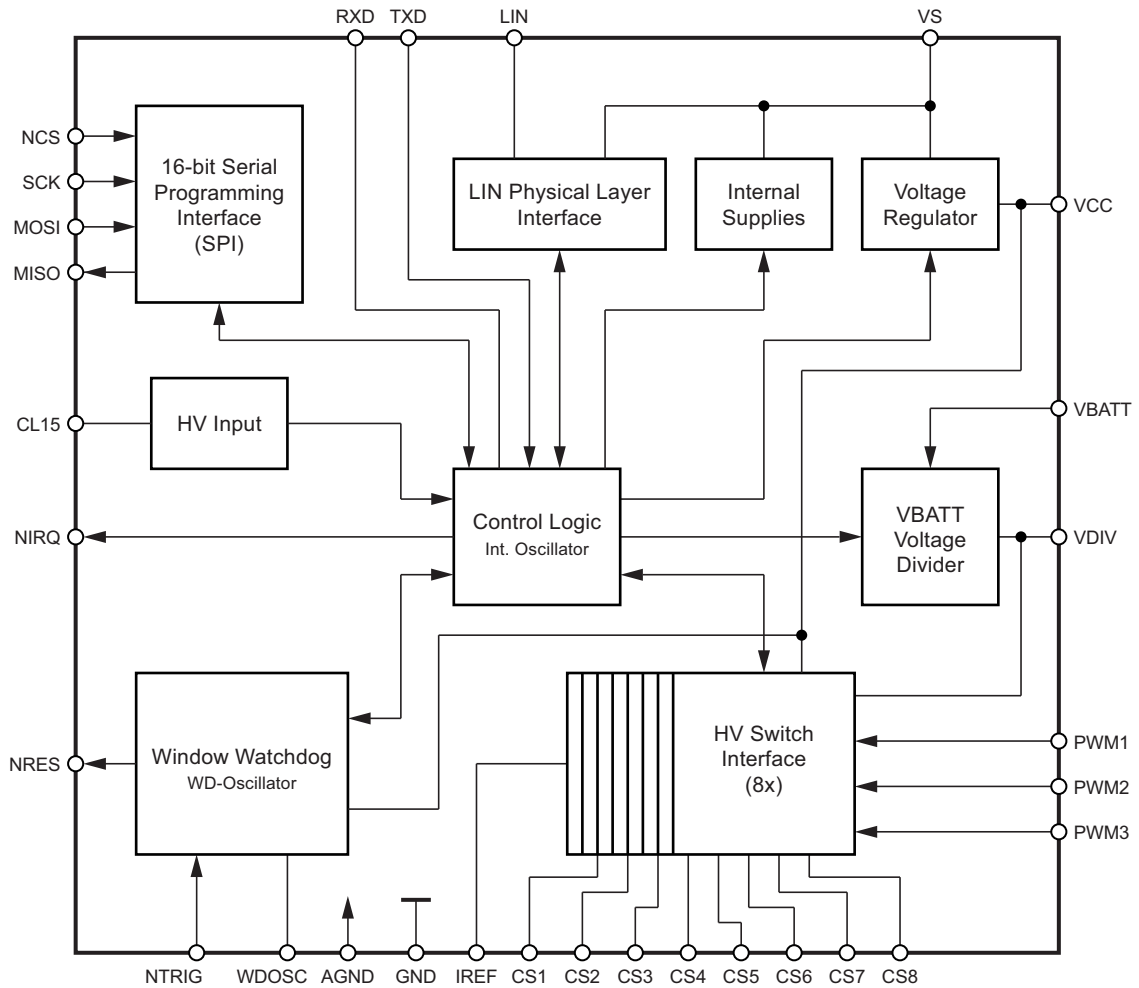 RXD TXD LIN VS
NCS
SCK
MOSI
MISO
16-bit Serial
Programming
Interface
(SPI)
LIN Physical Layer
Interface
Internal
Supplies
Voltage
Regulator
VCC
CL15
HV Input
VBATT
NIRQ
Control Logic
Int. Oscillator
VBATT
Voltage
Divider
VDIV
NRES
Window Watchdog
WD-Oscillator
HV Switch
Interface
(8x)
PWM1
PWM2
PWM3
NTRIG WDOSC AGND GND IREF CS1 CS2 CS3 CS4 CS5 CS6 CS7 CS8